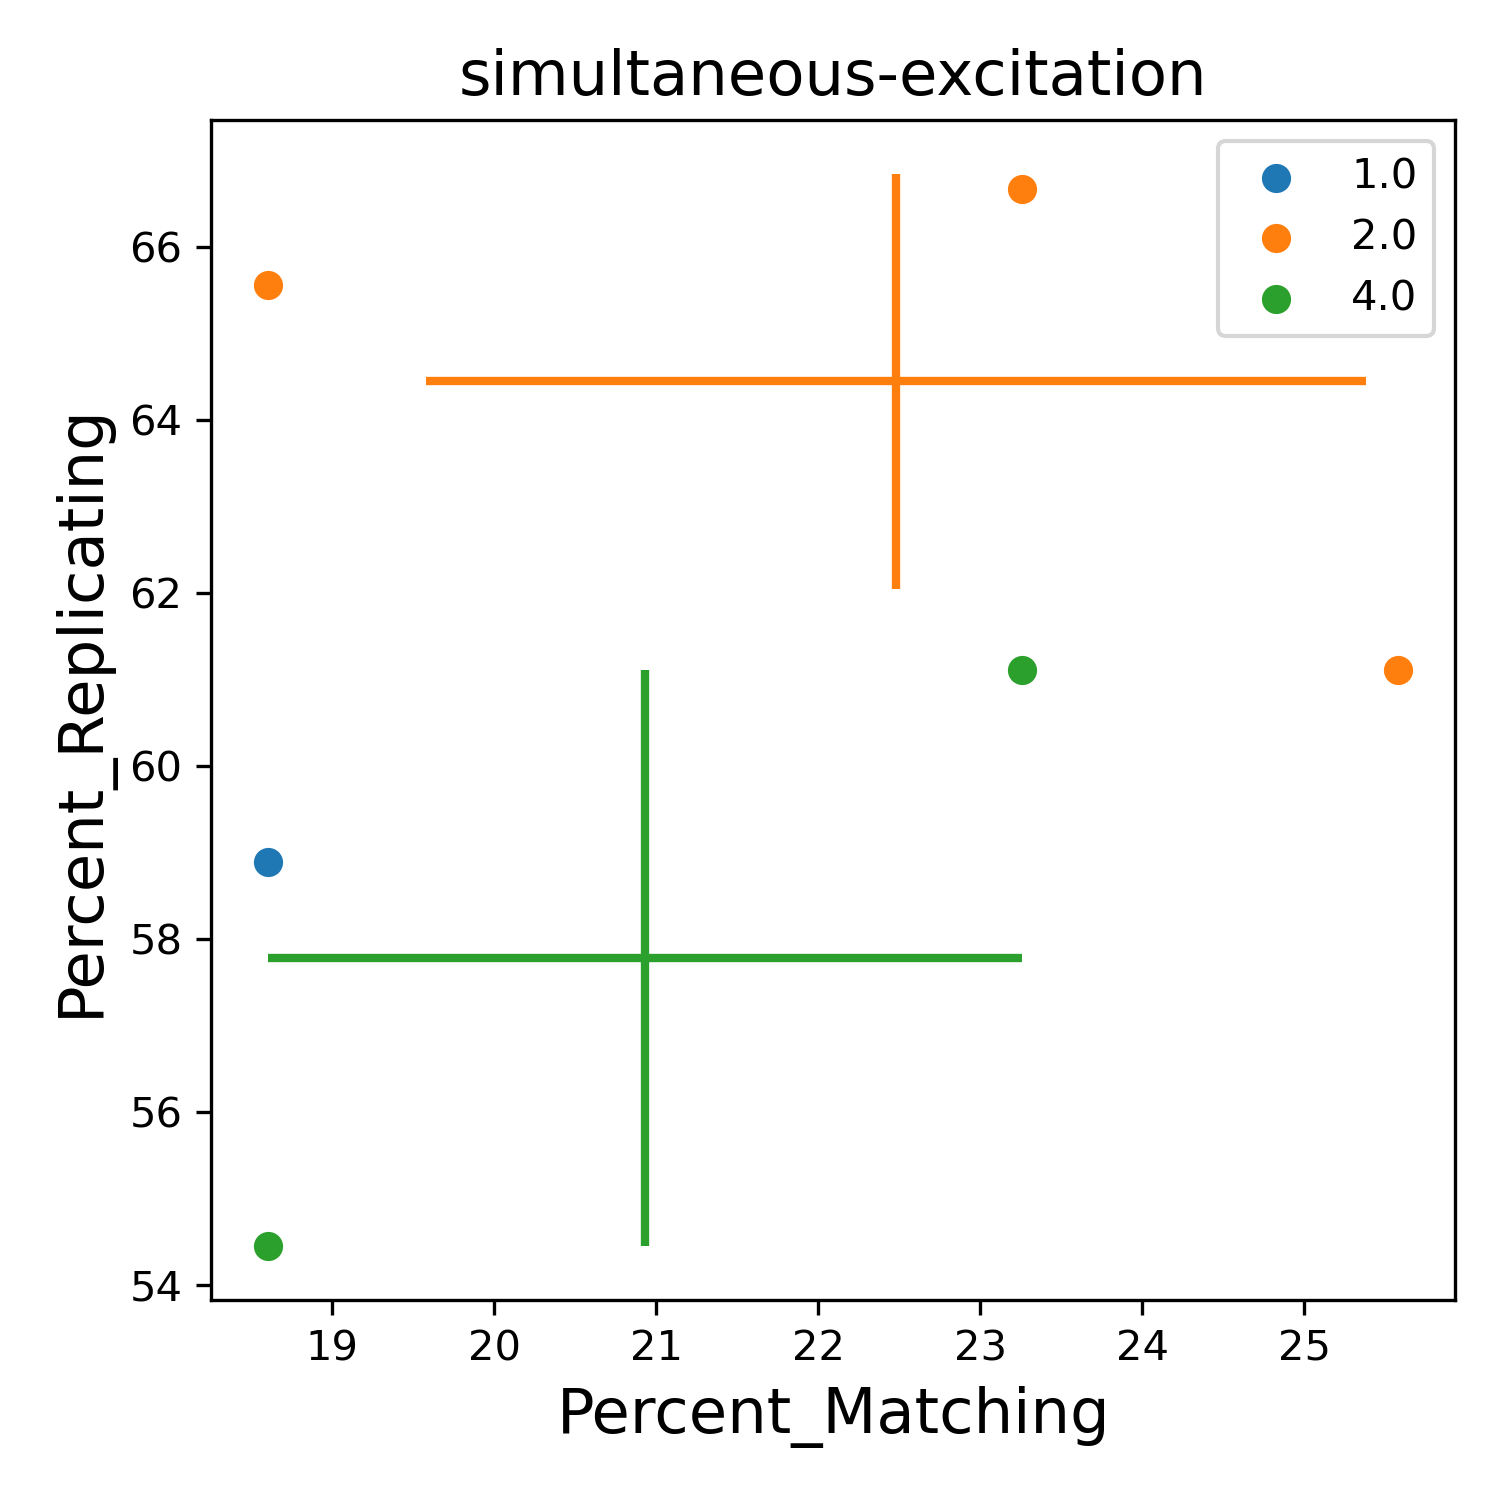 simultaneous-excitation
1.0
2.0
4.0
Percent_Replicating
66
64
62
60
58
56
54
19 20 21 22 23 24 25
Percent_Matching